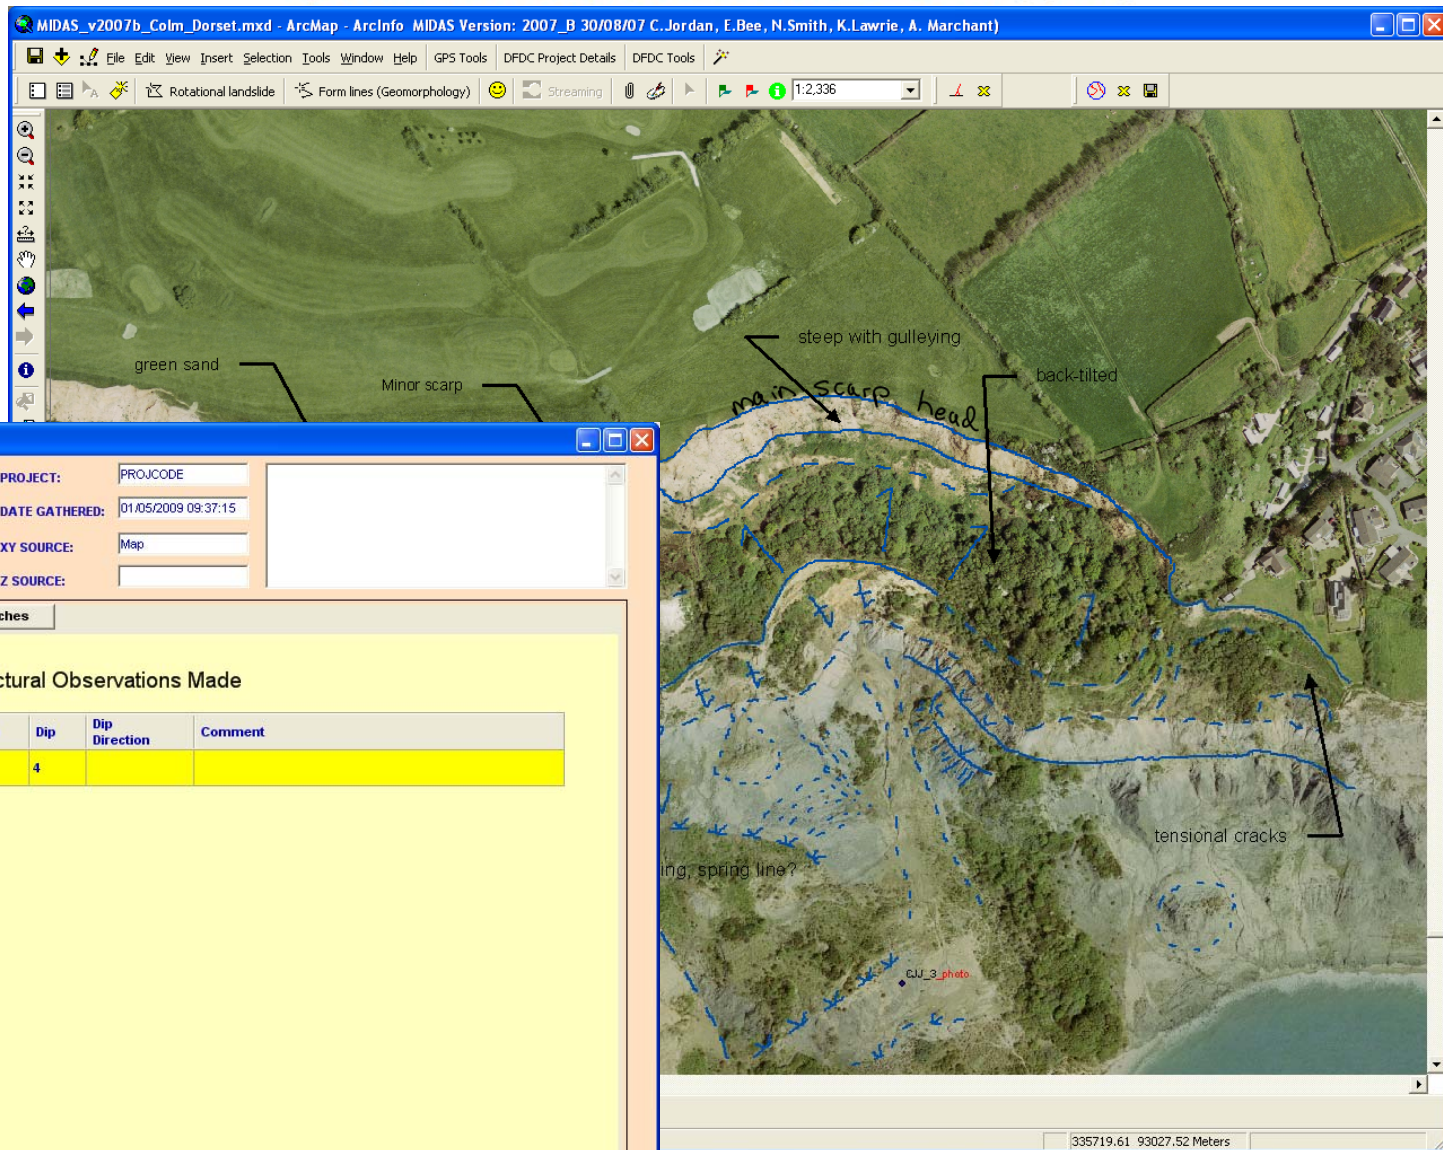 MIDAS_v2007b_Colm_Dorset.mxd - ArcMap - ArcInfo MIDAS Version: 2007_B 30/08/07 C.Jordan, E.Bee, N.Smith, K.Lawrie, A. Marchant)
File Edit View Insert Selection Tools Window Help GPS Tools DFDC Project Details DFDC Tools
Rotational landslide Form lines (Geomorphology) Streaming 1:2,336
steep with gulleying
green sand
back-tilted
Minor scarp
main scarp head
PROJECT: PROJCODE
DATE GATHERED: 01/05/2009 09:37:15
XY SOURCE: Map
Z SOURCE:
ches
ctural Observations Made
Dip Dip Direction Comment
4
tensional cracks
ing, spring line?
CJJ_3_photo
335719.61 93027.52 Meters